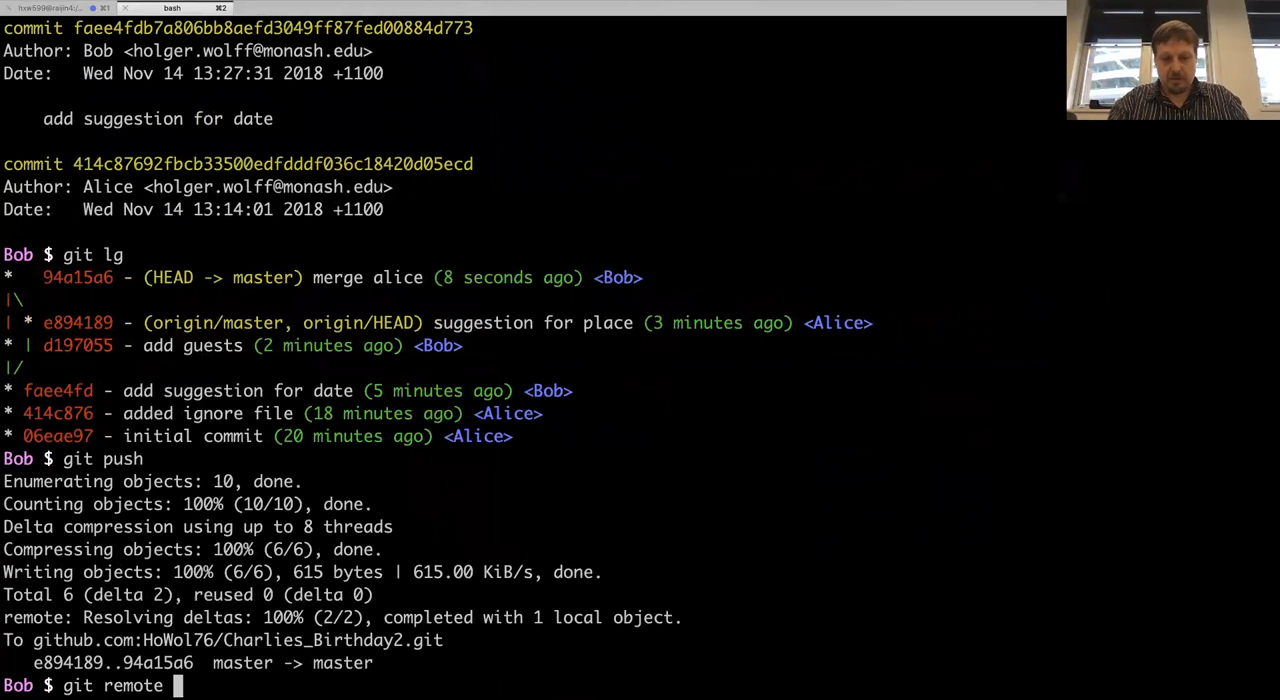 hxw599@raijin4:/... ⌘1 bash ⌘2
commit faee4fdb7a806bb8aefd3049ff87fed00884d773
Author: Bob <holger.wolff@monash.edu>
Date:   Wed Nov 14 13:27:31 2018 +1100
add suggestion for date
commit 414c87692fbcb33500edfdddf036c18420d05ecd
Author: Alice <holger.wolff@monash.edu>
Date:   Wed Nov 14 13:14:01 2018 +1100
Bob $ git lg
*   94a15a6 - (HEAD -> master) merge alice (8 seconds ago) <Bob>
|\
| * e894189 - (origin/master, origin/HEAD) suggestion for place (3 minutes ago) <Alice>
* | d197055 - add guests (2 minutes ago) <Bob>
|/
* faee4fd - add suggestion for date (5 minutes ago) <Bob>
* 414c876 - added ignore file (18 minutes ago) <Alice>
* 06eae97 - initial commit (20 minutes ago) <Alice>
Bob $ git push
Enumerating objects: 10, done.
Counting objects: 100% (10/10), done.
Delta compression using up to 8 threads
Compressing objects: 100% (6/6), done.
Writing objects: 100% (6/6), 615 bytes | 615.00 KiB/s, done.
Total 6 (delta 2), reused 0 (delta 0)
remote: Resolving deltas: 100% (2/2), completed with 1 local object.
To github.com:HoWol76/Charlies_Birthday2.git
e894189..94a15a6  master -> master
Bob $ git remote